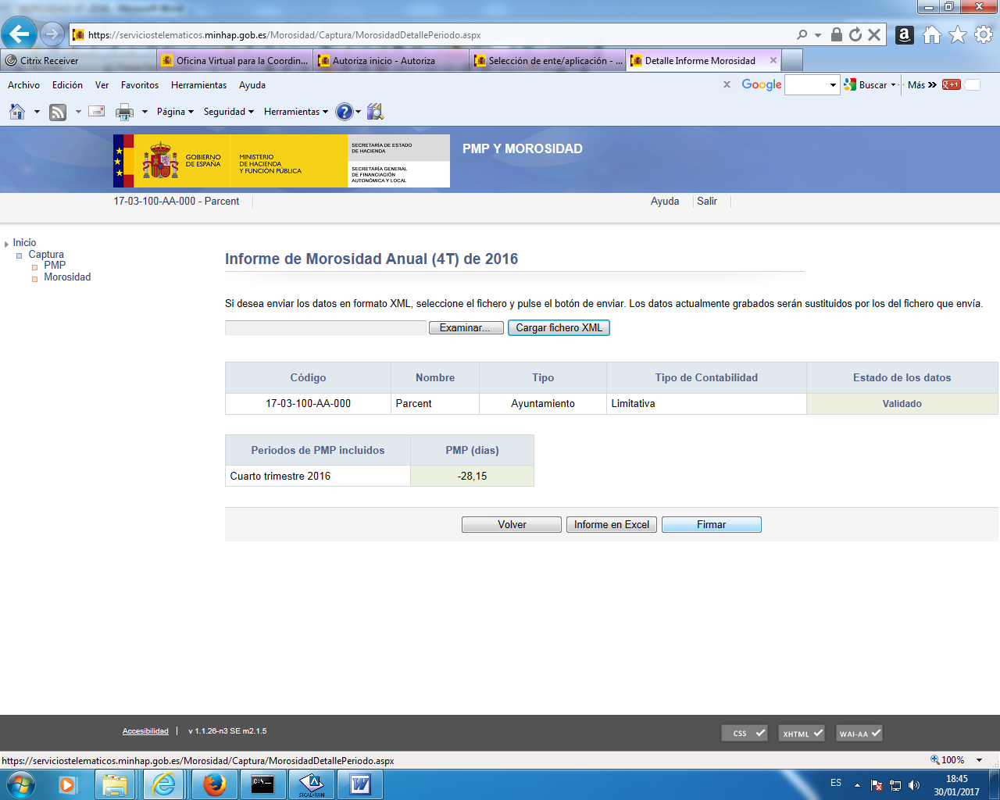 https://serviciostelematicos.minhap.gob.es/Morosidad/Captura/MorosidadDetallePeriodo.aspx
Citrix Receiver
Oficina Virtual para la Coordin...
Autoriza inicio - Autoriza
Selección de ente/aplicación - ...
Detalle Informe Morosidad
Archivo Edición Ver Favoritos Herramientas Ayuda
x Google Buscar Más
Página Seguridad Herramientas
GOBIERNO DE ESPAÑA
MINISTERIO DE HACIENDA Y FUNCIÓN PÚBLICA
SECRETARÍA DE ESTADO DE HACIENDA
SECRETARÍA GENERAL DE FINANCIACIÓN AUTONÓMICA Y LOCAL
PMP Y MOROSIDAD
17-03-100-AA-000 - Parcent
Ayuda Salir
Inicio
Captura
PMP
Morosidad
Informe de Morosidad Anual (4T) de 2016
Si desea enviar los datos en formato XML, seleccione el fichero y pulse el botón de enviar. Los datos actualmente grabados serán sustituidos por los del fichero que envía.
Examinar... Cargar fichero XML
Código Nombre Tipo Tipo de Contabilidad Estado de los datos
17-03-100-AA-000 Parcent Ayuntamiento Limitativa Validado
Periodos de PMP incluidos PMP (días)
Cuarto trimestre 2016 -28,15
Volver Informe en Excel Firmar
Accesibilidad v 1.1.26-n3 SE m2.1.5
CSS XHTML WAI-AA
https://serviciostelematicos.minhap.gob.es/Morosidad/Captura/MorosidadDetallePeriodo.aspx
100%
SICAL-WIN
ES
18:45
30/01/2017